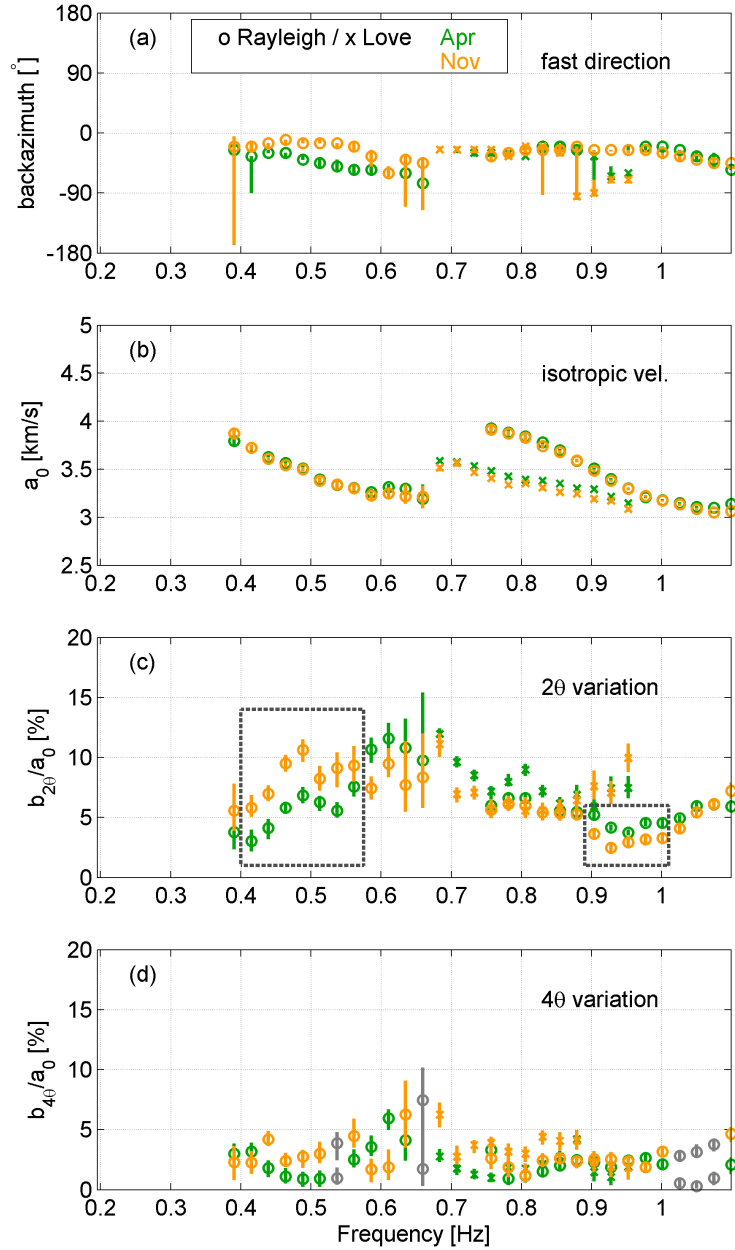 (a)
o Rayleigh / x Love Apr
Nov
fast direction
backazimuth [°]
180
90
0
-90
-180
0.2 0.3 0.4 0.5 0.6 0.7 0.8 0.9 1
(b)
isotropic vel.
a0 [km/s]
5
4.5
4
3.5
3
2.5
0.2 0.3 0.4 0.5 0.6 0.7 0.8 0.9 1
(c)
2θ variation
b2θ/a0 [%]
20
15
10
5
0
0.2 0.3 0.4 0.5 0.6 0.7 0.8 0.9 1
(d)
4θ variation
b4θ/a0 [%]
20
15
10
5
0
0.2 0.3 0.4 0.5 0.6 0.7 0.8 0.9 1
Frequency [Hz]